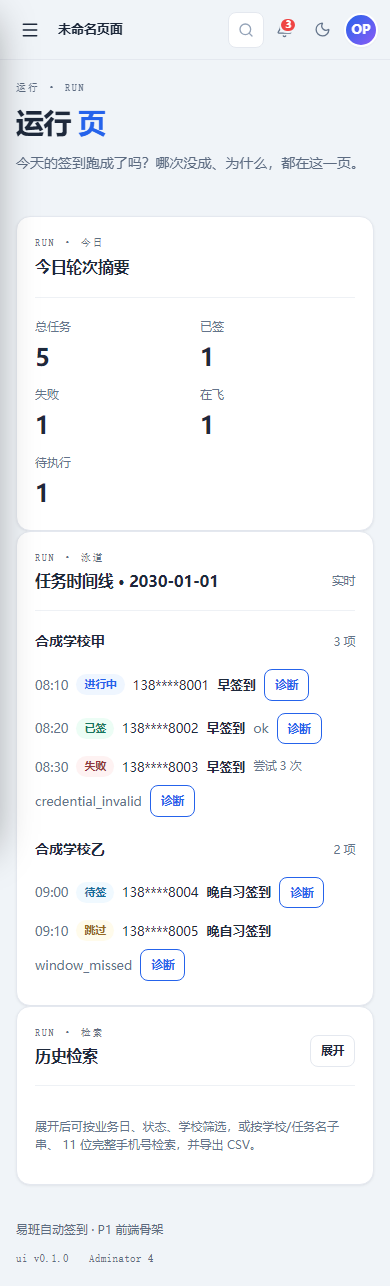 未命名页面
3
OP
运行 • RUN
运行 页
今天的签到跑成了吗？哪次没成、为什么，都在这一页。
RUN • 今日
今日轮次摘要
总任务 已签
5 1
失败 在飞
1 1
待执行
1
RUN • 泳道
任务时间线 • 2030-01-01 实时
合成学校甲 3 项
08:10 进行中 138****8001 早签到 诊断
08:20 已签 138****8002 早签到 ok 诊断
08:30 失败 138****8003 早签到 尝试 3 次
credential_invalid 诊断
合成学校乙 2 项
09:00 待签 138****8004 晚自习签到 诊断
09:10 跳过 138****8005 晚自习签到
window_missed 诊断
RUN • 检索
历史检索 展开
展开后可按业务日、状态、学校筛选，或按学校/任务名子
串、 11 位完整手机号检索，并导出 CSV。
易班自动签到 · P1 前端骨架
ui v0.1.0 Adminator 4